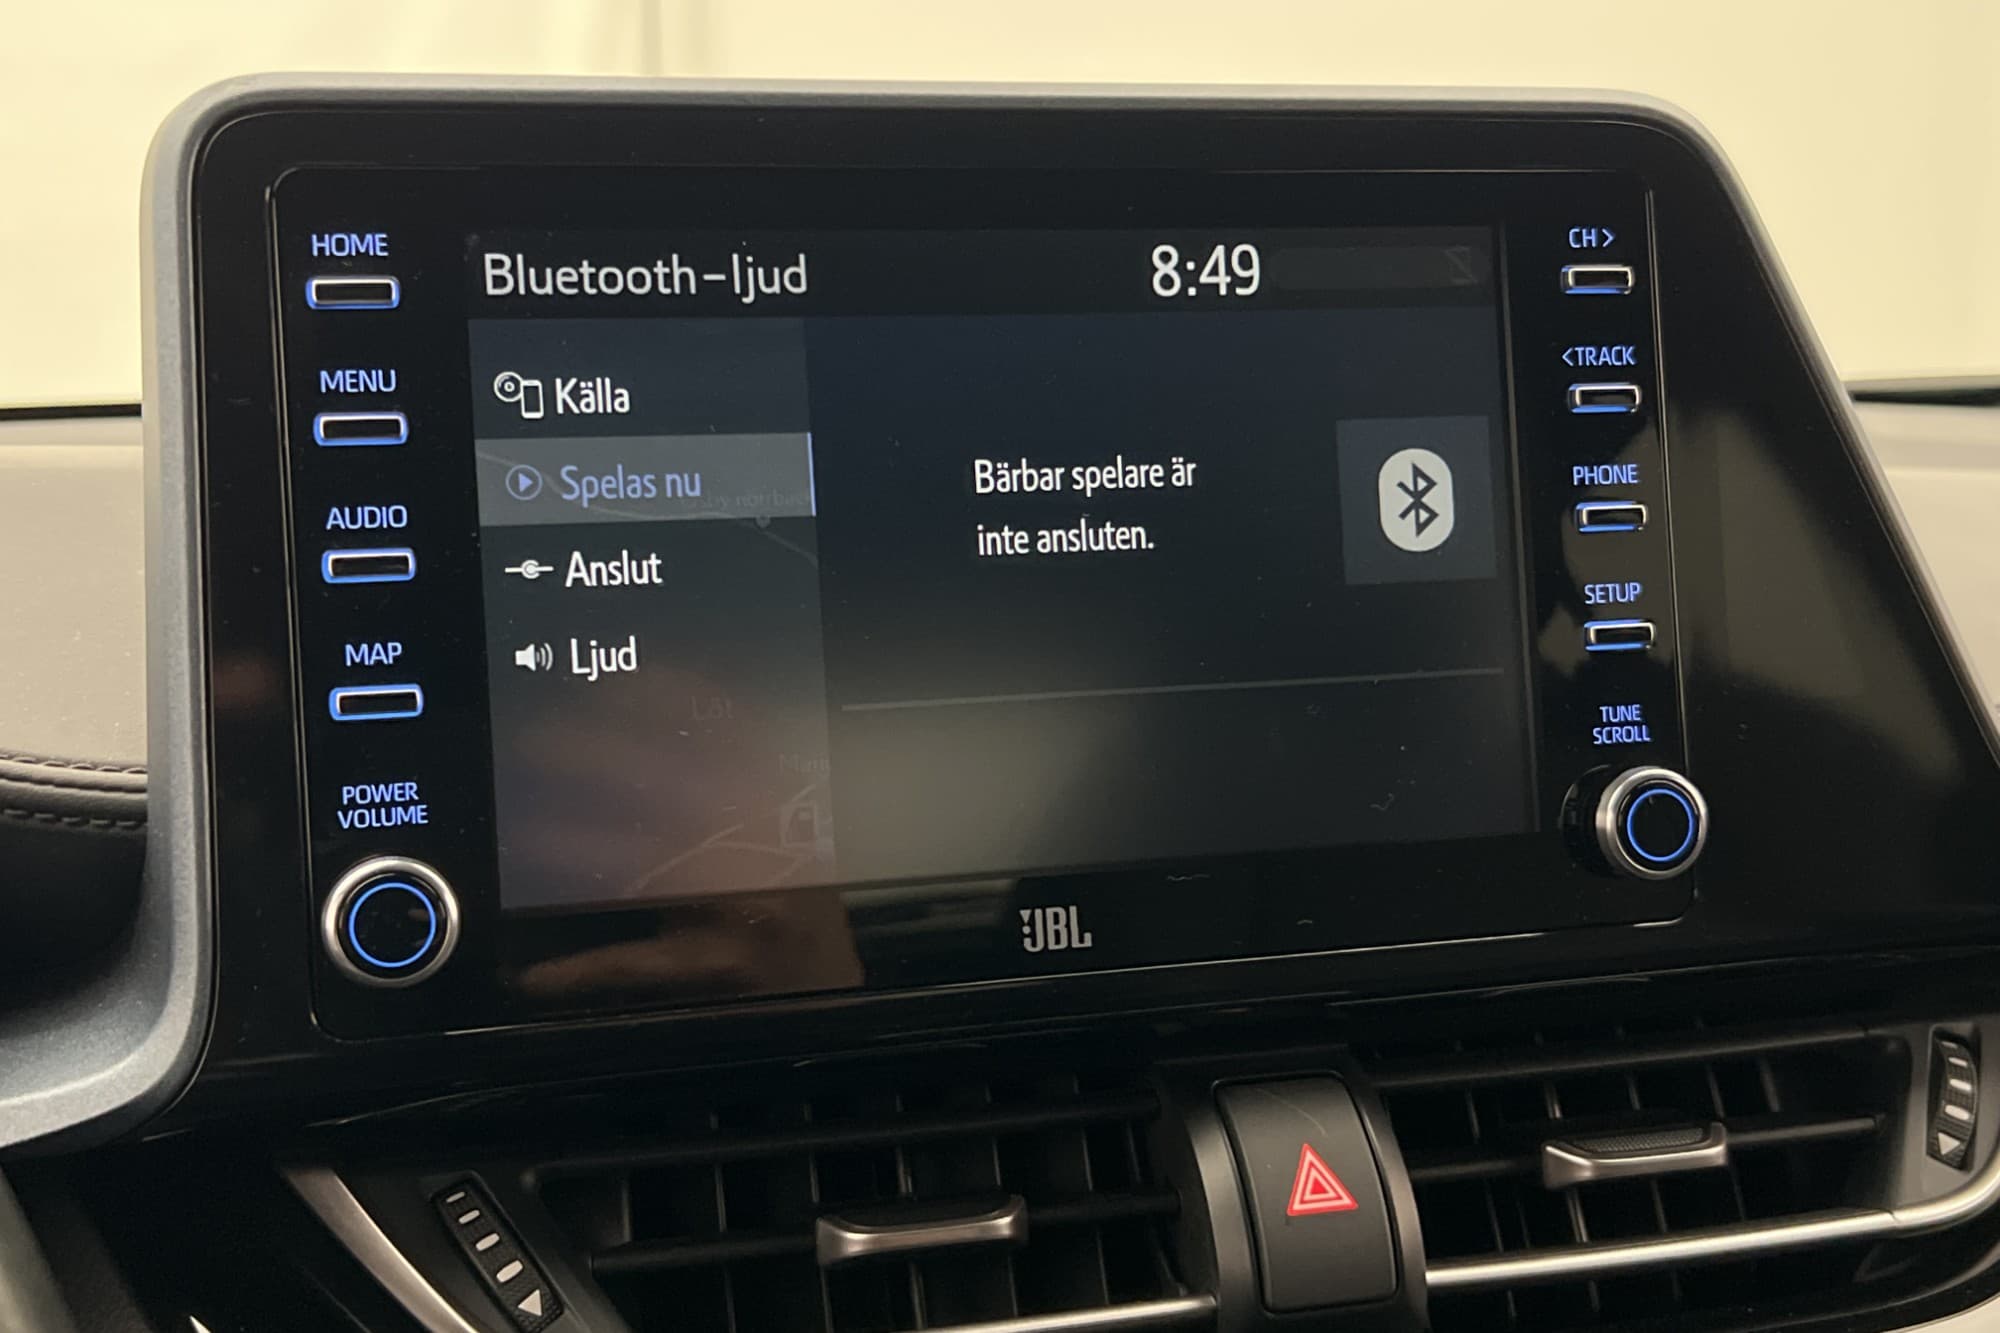 HOME
MENU
AUDIO
MAP
POWER
VOLUME
Bluetooth-ljud
8:49
Källa
Spelas nu
Anslut
Ljud
Bärbar spelare är
inte ansluten.
CH>
<TRACK
PHONE
SETUP
TUNE
SCROLL
JBL